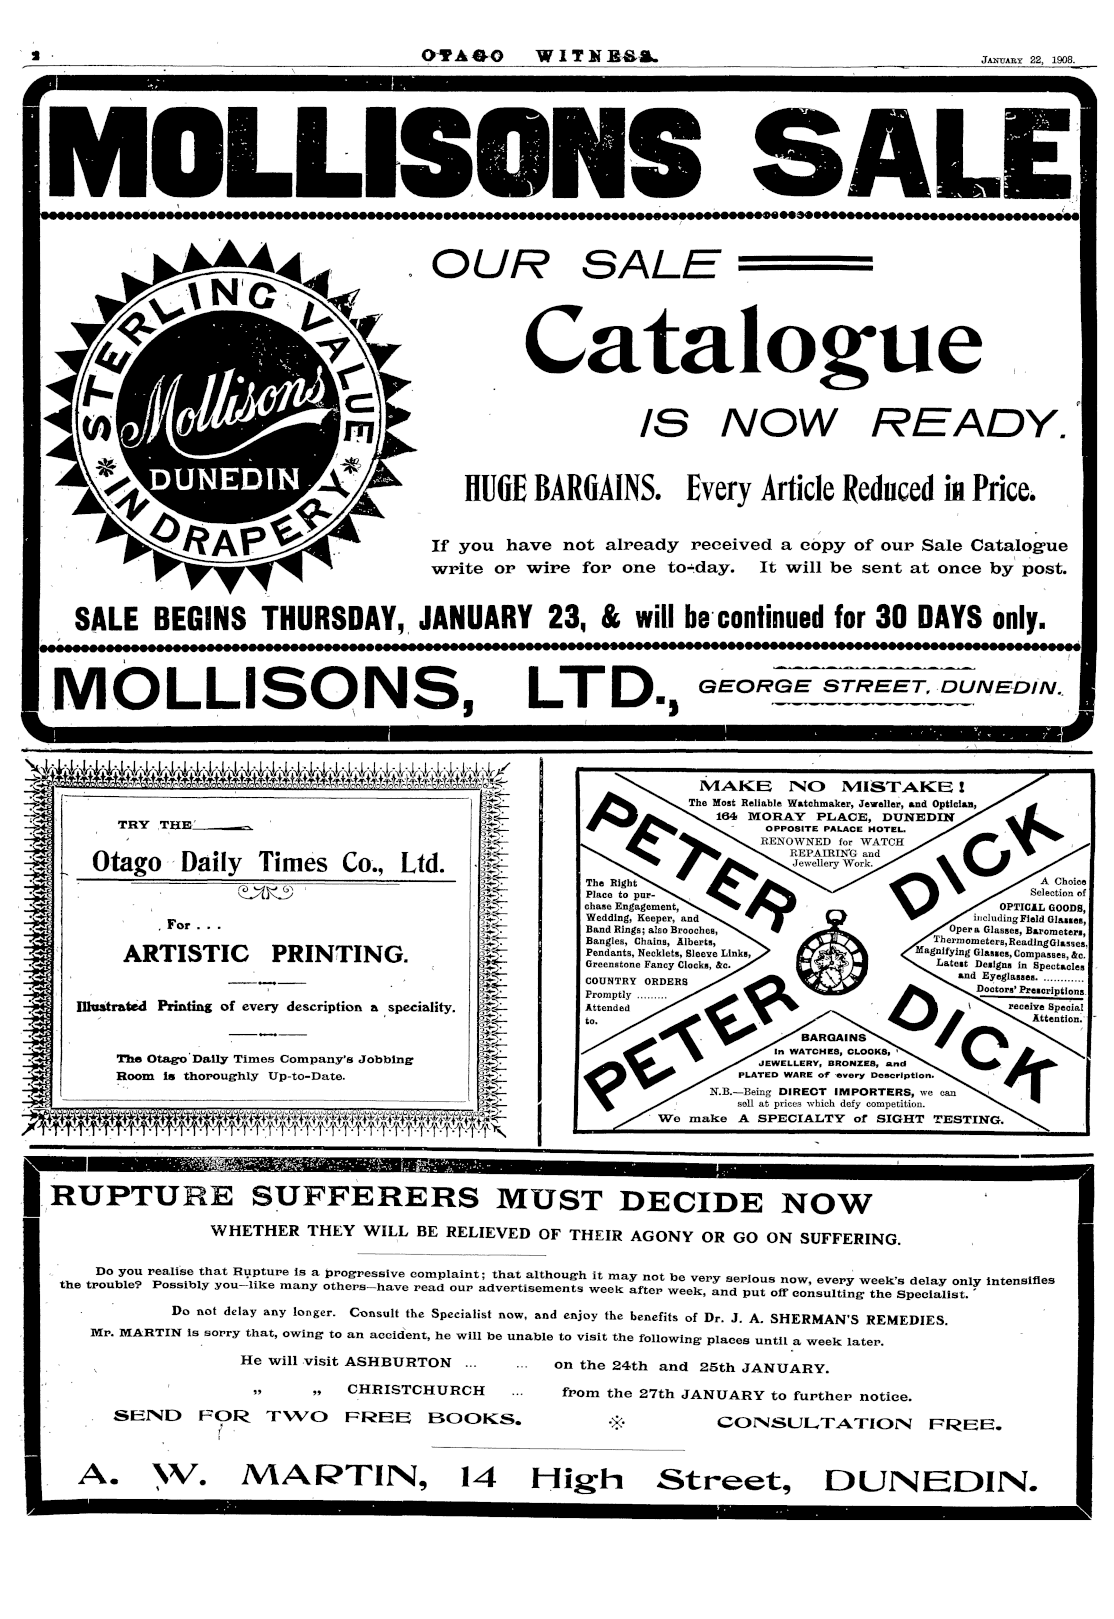 2
OTAGO WITNESS.
JANUARY 22, 1908.
MOLLISONS SALE
STERLING VALUE
Mollisons
DUNEDIN
IN DRAPERY
OUR SALE
Catalogue
IS NOW READY.
HUGE BARGAINS. Every Article Reduced in Price.
If you have not already received a copy of our Sale Catalogue
write or wire for one to-day. It will be sent at once by post.
SALE BEGINS THURSDAY, JANUARY 23, & will be continued for 30 DAYS only.
MOLLISONS, LTD., GEORGE STREET, DUNEDIN.
TRY THE
Otago Daily Times Co., Ltd.
For . . .
ARTISTIC PRINTING.
Illustrated Printing of every description a speciality.
The Otago Daily Times Company's Jobbing
Room is thoroughly Up-to-Date.
MAKE NO MISTAKE!
The Most Reliable Watchmaker, Jeweller, and Optician,
164 MORAY PLACE, DUNEDIN
OPPOSITE PALACE HOTEL.
RENOWNED for WATCH
REPAIRING and
Jewellery Work.
PETER DICK
The Right
Place to pur-
chase Engagement,
Wedding, Keeper, and
Band Rings; also Brooches,
Bangles, Chains, Alberts,
Pendants, Necklets, Sleeve Links,
Greenstone Fancy Clocks, &c.
COUNTRY ORDERS
Promptly .........
Attended
to.
A Choice
Selection of
OPTICAL GOODS,
including Field Glasses,
Opera Glasses, Barometers,
Thermometers, Reading Glasses,
Magnifying Glasses, Compasses, &c.
Latest Designs in Spectacles
and Eyeglasses. ............
Doctors' Prescriptions
receive Special
Attention.
PETER DICK
BARGAINS
In WATCHES, CLOCKS,
JEWELLERY, BRONZES, and
PLATED WARE of every Description.
N.B.—Being DIRECT IMPORTERS, we can
sell at prices which defy competition.
We make A SPECIALTY of SIGHT TESTING.
RUPTURE SUFFERERS MUST DECIDE NOW
WHETHER THEY WILL BE RELIEVED OF THEIR AGONY OR GO ON SUFFERING.
Do you realise that Rupture is a progressive complaint; that although it may not be very serious now, every week's delay only intensifies
the trouble? Possibly you—like many others—have read our advertisements week after week, and put off consulting the Specialist.
Do not delay any longer. Consult the Specialist now, and enjoy the benefits of Dr. J. A. SHERMAN'S REMEDIES.
Mr. MARTIN is sorry that, owing to an accident, he will be unable to visit the following places until a week later.
He will visit ASHBURTON ... ... on the 24th and 25th JANUARY.
„ „ CHRISTCHURCH ... from the 27th JANUARY to further notice.
SEND FOR TWO FREE BOOKS. ※ CONSULTATION FREE.
A. W. MARTIN, 14 High Street, DUNEDIN.